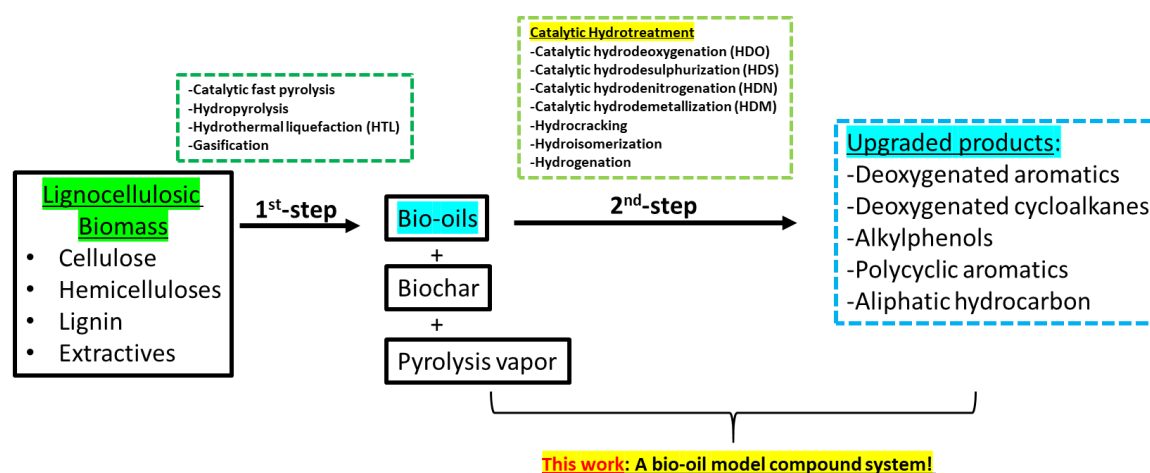 Catalytic Hydrotreatment
-Catalytic hydrodeoxygenation (HDO)
-Catalytic hydrodesulphurization (HDS)
-Catalytic hydrodenitrogenation (HDN)
-Catalytic hydrodemetallization (HDM)
-Hydrocracking
-Hydroisomerization
-Hydrogenation
-Catalytic fast pyrolysis
-Hydropyrolysis
-Hydrothermal liquefaction (HTL)
-Gasification
Lignocellulosic
Biomass
• Cellulose
• Hemicelluloses
• Lignin
• Extractives
1st-step
Bio-oils
+
Biochar
+
Pyrolysis vapor
2nd-step
Upgraded products:
-Deoxygenated aromatics
-Deoxygenated cycloalkanes
-Alkylphenols
-Polycyclic aromatics
-Aliphatic hydrocarbon
This work: A bio-oil model compound system!